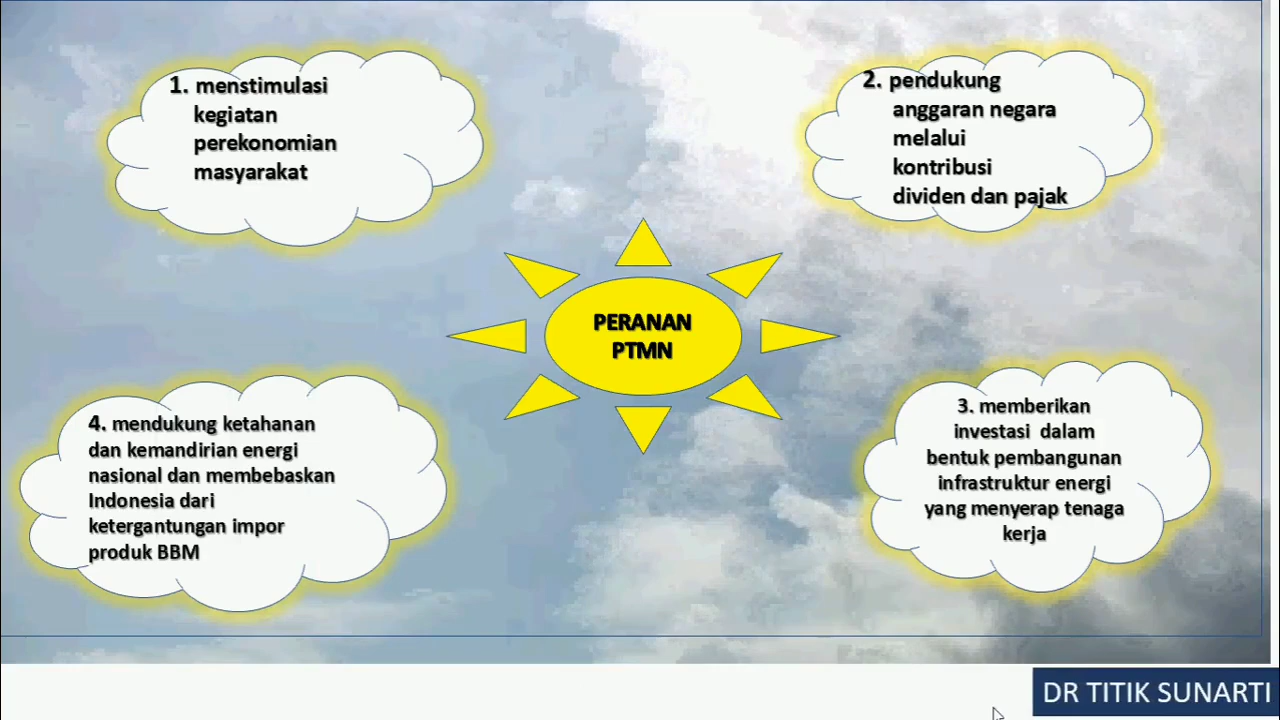 1. menstimulasi
kegiatan
perekonomian
masyarakat
2. pendukung
anggaran negara
melalui
kontribusi
dividen dan pajak
PERANAN
PTMN
3. memberikan
investasi dalam
bentuk pembangunan
infrastruktur energi
yang menyerap tenaga
kerja
4. mendukung ketahanan
dan kemandirian energi
nasional dan membebaskan
Indonesia dari
ketergantungan impor
produk BBM
DR TITIK SUNARTI